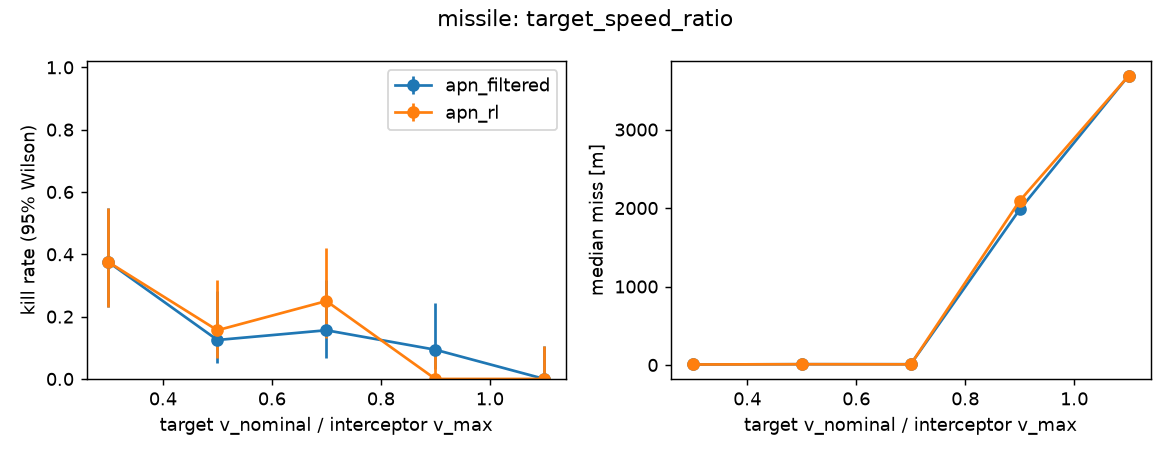 missile: target_speed_ratio
kill rate (95% Wilson)
1.0
0.8
0.6
0.4
0.2
0.0
apn_filtered
apn_rl
0.4 0.6 0.8 1.0
target v_nominal / interceptor v_max
median miss [m]
3000
2000
1000
0
0.4 0.6 0.8 1.0
target v_nominal / interceptor v_max